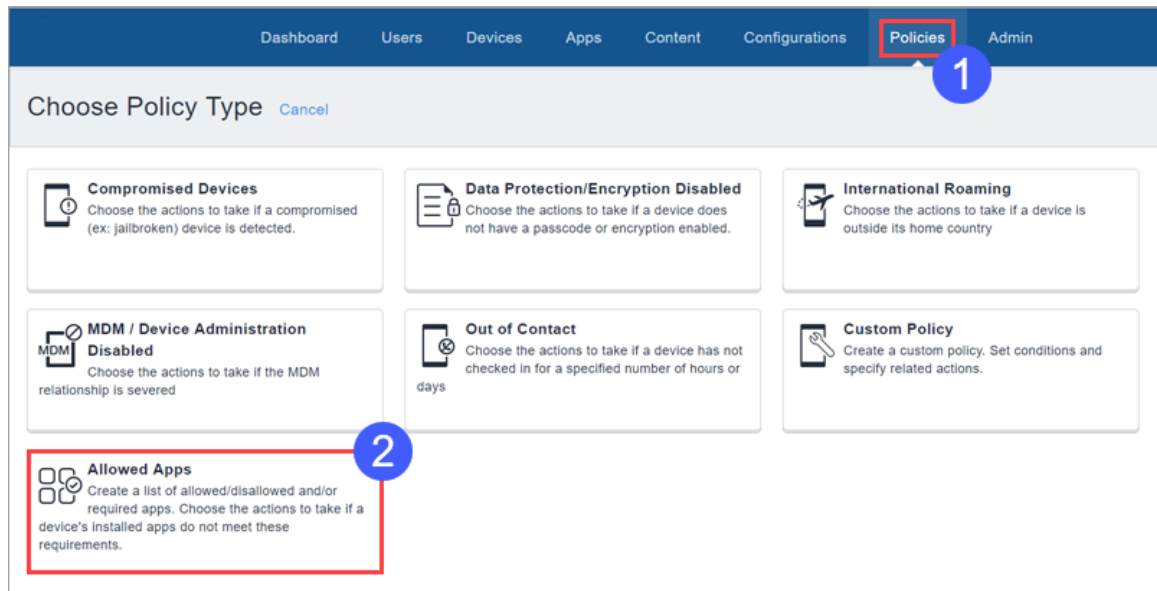 Dashboard Users Devices Apps Content Configurations Policies Admin
1
Choose Policy Type Cancel
Compromised Devices
Choose the actions to take if a compromised
(ex: jailbroken) device is detected.
Data Protection/Encryption Disabled
Choose the actions to take if a device does
not have a passcode or encryption enabled.
International Roaming
Choose the actions to take if a device is
outside its home country
MDM
MDM / Device Administration
Disabled
Choose the actions to take if the MDM
relationship is severed
Out of Contact
Choose the actions to take if a device has not
checked in for a specified number of hours or
days
Custom Policy
Create a custom policy. Set conditions and
specify related actions.
2
Allowed Apps
Create a list of allowed/disallowed and/or
required apps. Choose the actions to take if a
device's installed apps do not meet these
requirements.